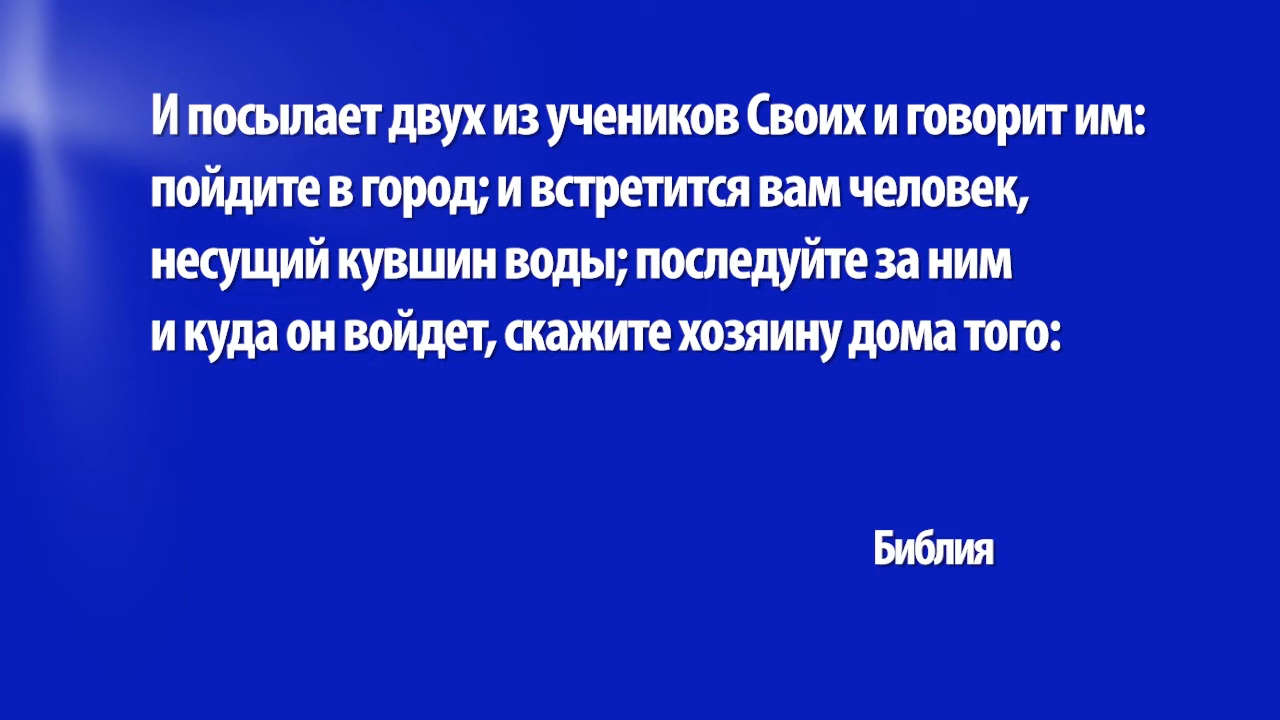 И посылает двух из учеников Своих и говорит им:
пойдите в город; и встретится вам человек,
несущий кувшин воды; последуйте за ним
и куда он войдет, скажите хозяину дома того:
Библия